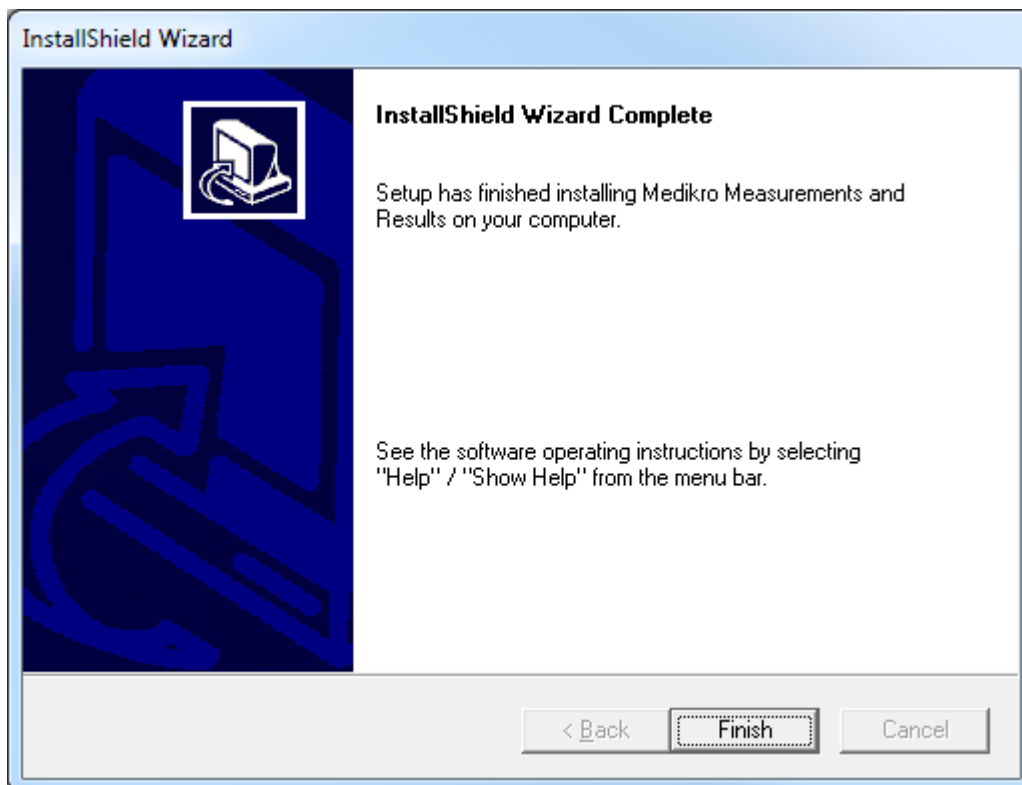 InstallShield Wizard
InstallShield Wizard Complete
Setup has finished installing Medikro Measurements and
Results on your computer.
See the software operating instructions by selecting
"Help" / "Show Help" from the menu bar.
< Back
Finish
Cancel